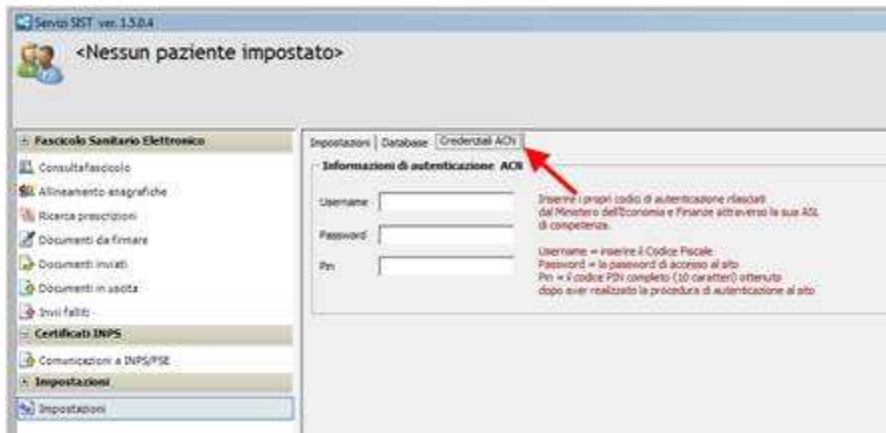 Servizi SIST ver. 1.5.0.4
<Nessun paziente impostato>
Fascicolo Sanitario Elettronico
Consulta fascicolo
Allineamento anagrafiche
Ricerca prescrizioni
Documenti da firmare
Documenti inviati
Documenti in uscita
Invii falliti
Certificati INPS
Comunicazioni a INPS/FSE
Impostazioni
Impostazioni
Impostazioni Database Credenziali ACN
Informazioni di autenticazione ACN
Username
Password
Pin
Inserire i propri codici di autenticazione rilasciati
dal Ministero dell'Economia e Finanze attraverso la sua ASL
di competenza.
Username = inserire il Codice Fiscale
Password = la password di accesso al sito
Pin = il codice PIN completo (10 caratteri) ottenuto
dopo aver realizzato la procedura di autenticazione al sito